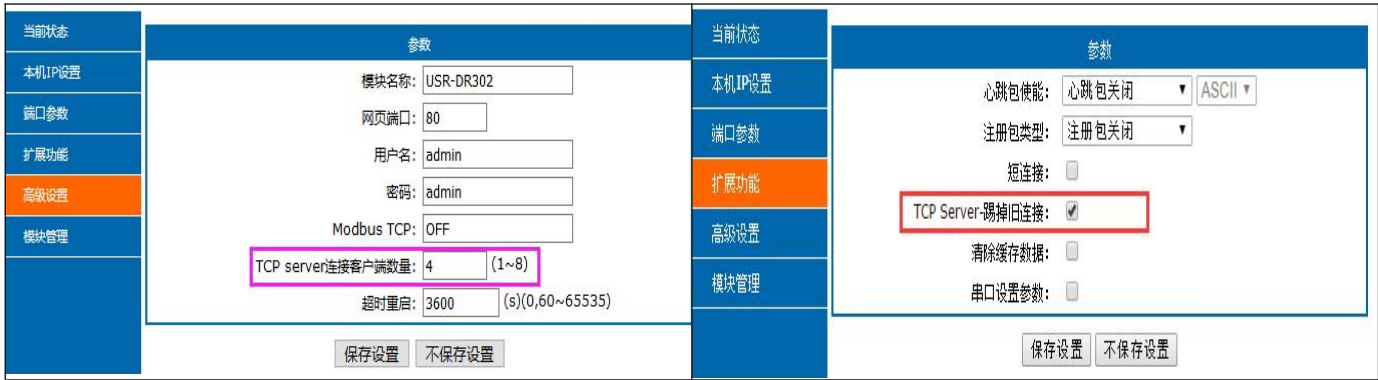 当前状态
本机IP设置
端口参数
扩展功能
高级设置
模块管理
参数
模块名称: USR-DR302
网页端口: 80
用户名: admin
密码: admin
Modbus TCP: OFF
TCP server连接客户端数量: 4 (1~8)
超时重启: 3600 (s)(0,60~65535)
保存设置 不保存设置
当前状态
本机IP设置
端口参数
扩展功能
高级设置
模块管理
参数
心跳包使能: 心跳包关闭 ASCII
注册包类型: 注册包关闭
短连接:
TCP Server-踢掉旧连接:
清除缓存数据:
串口设置参数:
保存设置 不保存设置